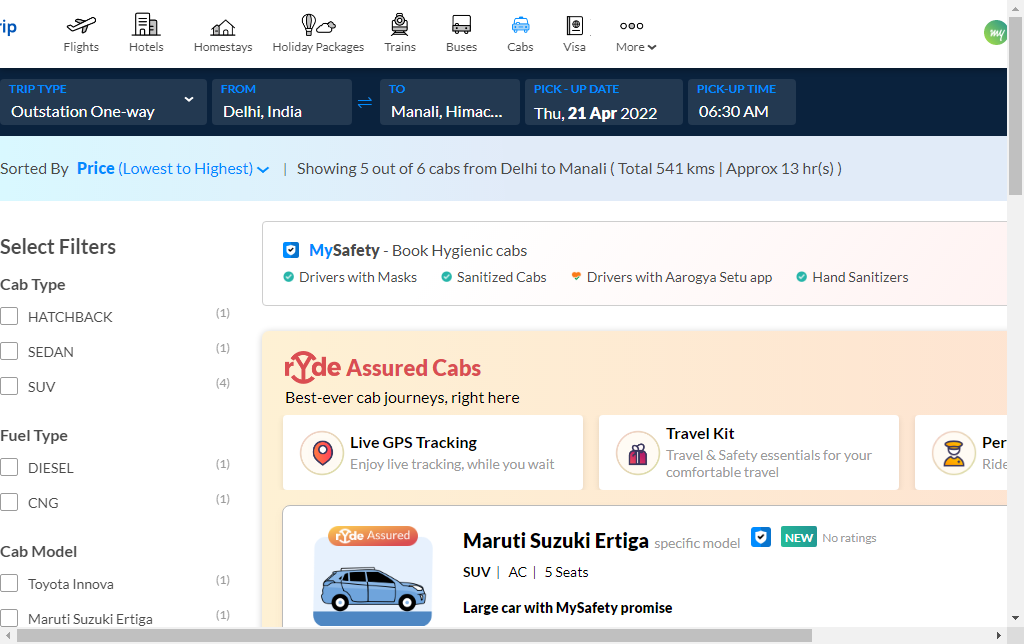 rip
Flights
Hotels
Homestays
Holiday Packages
Trains
Buses
Cabs
Visa
More
my
TRIP TYPE
Outstation One-way
FROM
Delhi, India
TO
Manali, Himac...
PICK - UP DATE
Thu, 21 Apr 2022
PICK-UP TIME
06:30 AM
Sorted By Price (Lowest to Highest) | Showing 5 out of 6 cabs from Delhi to Manali ( Total 541 kms | Approx 13 hr(s) )
Select Filters
Cab Type
HATCHBACK (1)
SEDAN (1)
SUV (4)
Fuel Type
DIESEL (1)
CNG (1)
Cab Model
Toyota Innova (1)
Maruti Suzuki Ertiga (1)
MySafety - Book Hygienic cabs
Drivers with Masks
Sanitized Cabs
Drivers with Aarogya Setu app
Hand Sanitizers
rYde Assured Cabs
Best-ever cab journeys, right here
Live GPS Tracking
Enjoy live tracking, while you wait
Travel Kit
Travel & Safety essentials for your
comfortable travel
Per
Ride
rYde Assured
Maruti Suzuki Ertiga specific model NEW No ratings
SUV | AC | 5 Seats
Large car with MySafety promise